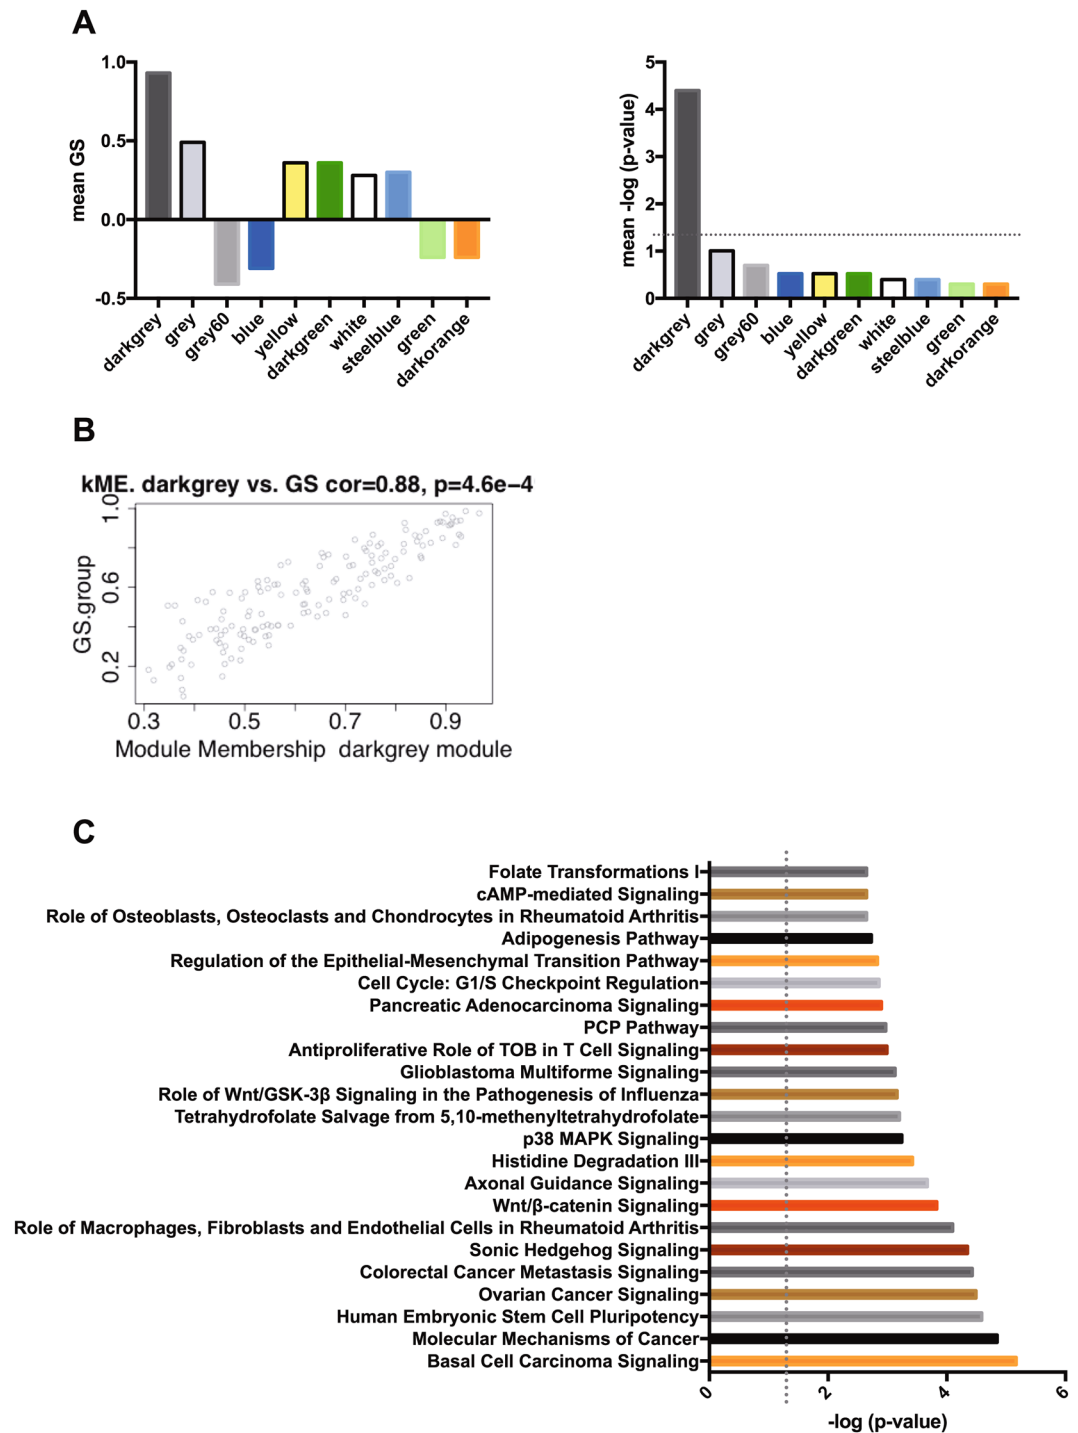 A
1.0
0.5
0.0
-0.5
mean GS
darkgrey
grey
grey60
blue
yellow
darkgreen
white
steelblue
green
darkorange
5
4
3
2
1
0
mean -log (p-value)
darkgrey
grey
grey60
blue
yellow
darkgreen
white
steelblue
green
darkorange
B
kME. darkgrey vs. GS cor=0.88, p=4.6e−4
1.0
0.6
0.2
GS.group
0.3 0.5 0.7 0.9
Module Membership darkgrey module
C
Folate Transformations I
cAMP-mediated Signaling
Role of Osteoblasts, Osteoclasts and Chondrocytes in Rheumatoid Arthritis
Adipogenesis Pathway
Regulation of the Epithelial-Mesenchymal Transition Pathway
Cell Cycle: G1/S Checkpoint Regulation
Pancreatic Adenocarcinoma Signaling
PCP Pathway
Antiproliferative Role of TOB in T Cell Signaling
Glioblastoma Multiforme Signaling
Role of Wnt/GSK-3β Signaling in the Pathogenesis of Influenza
Tetrahydrofolate Salvage from 5,10-methenyltetrahydrofolate
p38 MAPK Signaling
Histidine Degradation III
Axonal Guidance Signaling
Wnt/β-catenin Signaling
Role of Macrophages, Fibroblasts and Endothelial Cells in Rheumatoid Arthritis
Sonic Hedgehog Signaling
Colorectal Cancer Metastasis Signaling
Ovarian Cancer Signaling
Human Embryonic Stem Cell Pluripotency
Molecular Mechanisms of Cancer
Basal Cell Carcinoma Signaling
0 2 4 6
-log (p-value)